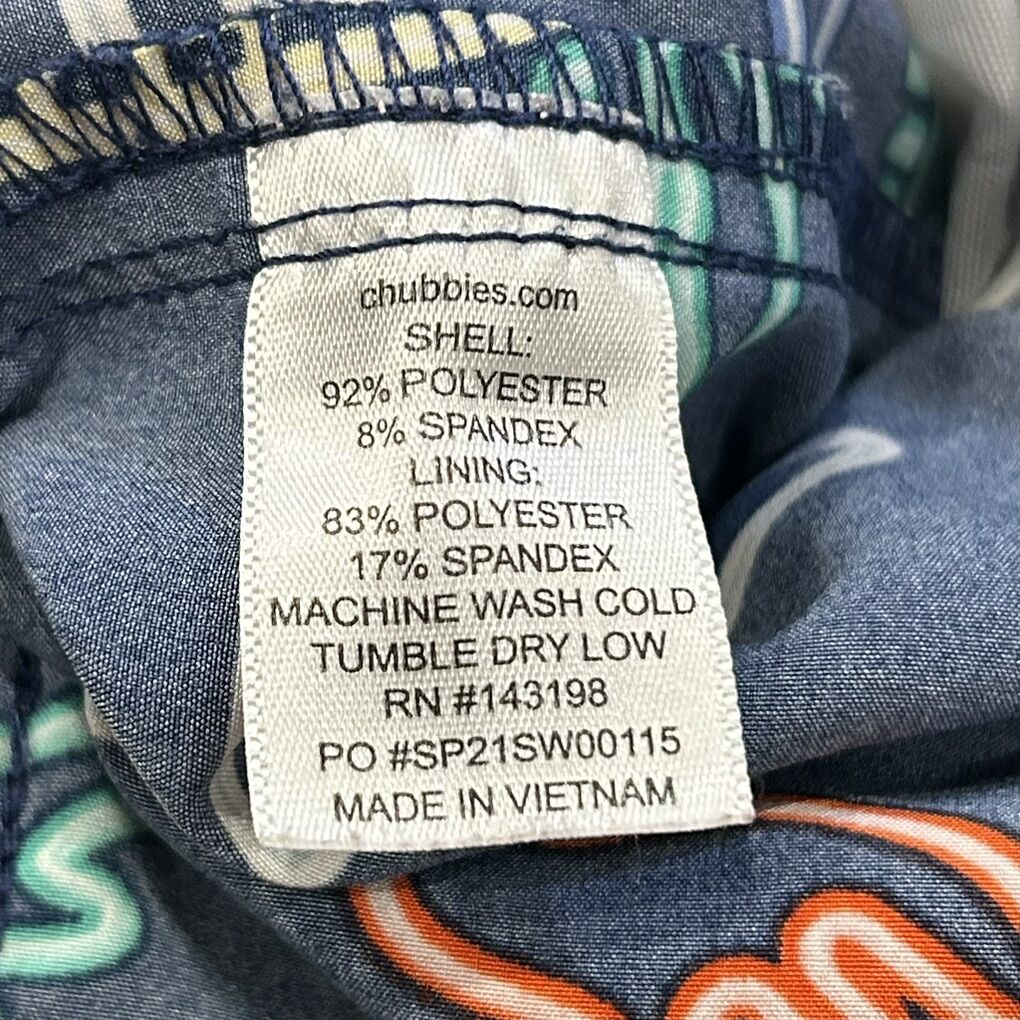 chubbies.com
SHELL:
92% POLYESTER
8% SPANDEX
LINING:
83% POLYESTER
17% SPANDEX
MACHINE WASH COLD
TUMBLE DRY LOW
RN #143198
PO #SP21SW00115
MADE IN VIETNAM